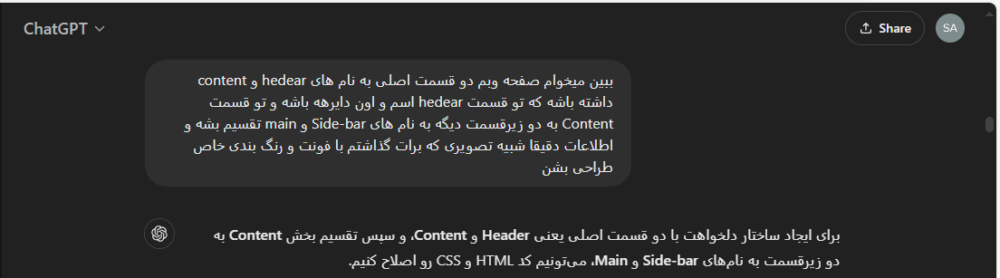 ChatGPT
Share
SA
ببین میخوام صفحه وبم دو قسمت اصلی به نام های hedear و content
داشته باشه که تو قسمت hedear اسم و اون دایرهه باشه و تو قسمت
Content به دو زیرقسمت دیگه به نام های Side-bar و main تقسیم بشه و
اطلاعات دقیقا شبیه تصویری که برات گذاشتم با فونت و رنگ بندی خاص
طراحی بشن
برای ایجاد ساختار دلخواهت با دو قسمت اصلی یعنی Header و Content، و سپس تقسیم بخش Content به
دو زیرقسمت به نام‌های Side-bar و Main، می‌تونیم کد HTML و CSS رو اصلاح کنیم.